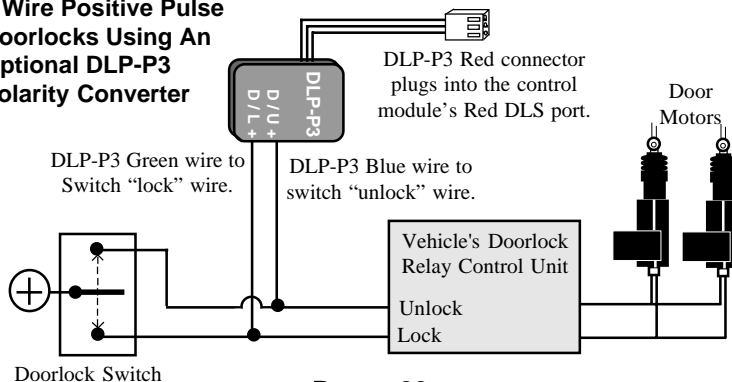 Wire Positive Pulse
oorlocks Using An
ptional DLP-P3
olarity Converter
DLP-P3 Red connector
plugs into the control
module's Red DLS port.
DLP-P3
D/U+
D/L+
Door
Motors
DLP-P3 Green wire to
Switch “lock” wire.
DLP-P3 Blue wire to
switch “unlock” wire.
Vehicle's Doorlock
Relay Control Unit
Unlock
Lock
Doorlock Switch